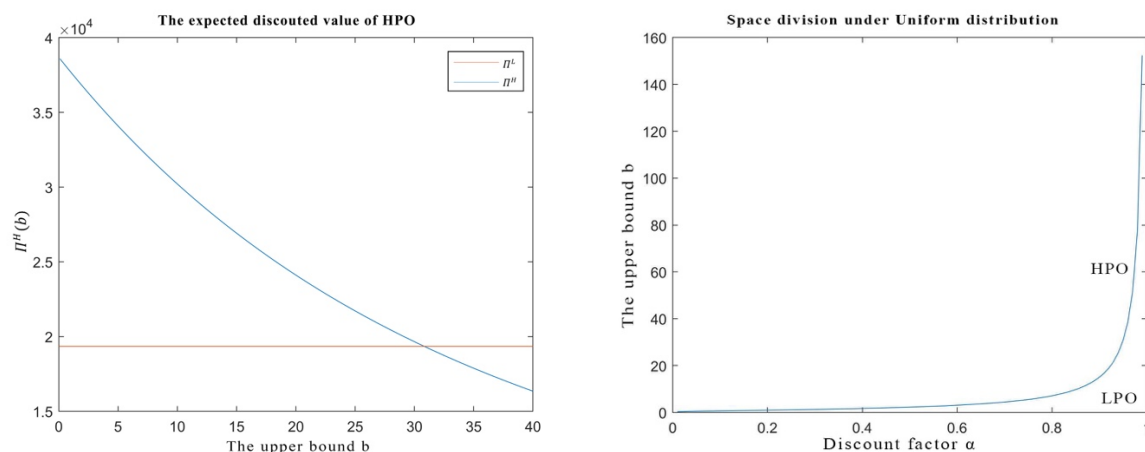 The expected discouted value of HPO
×10⁴
4
3.5
3
2.5
2
1.5
Π^H(b)
0 5 10 15 20 25 30 35 40
The upper bound b
Π^L
Π^H
Space division under Uniform distribution
160
140
120
100
80
60
40
20
0
The upper bound b
HPO
LPO
0 0.2 0.4 0.6 0.8 1
Discount factor α